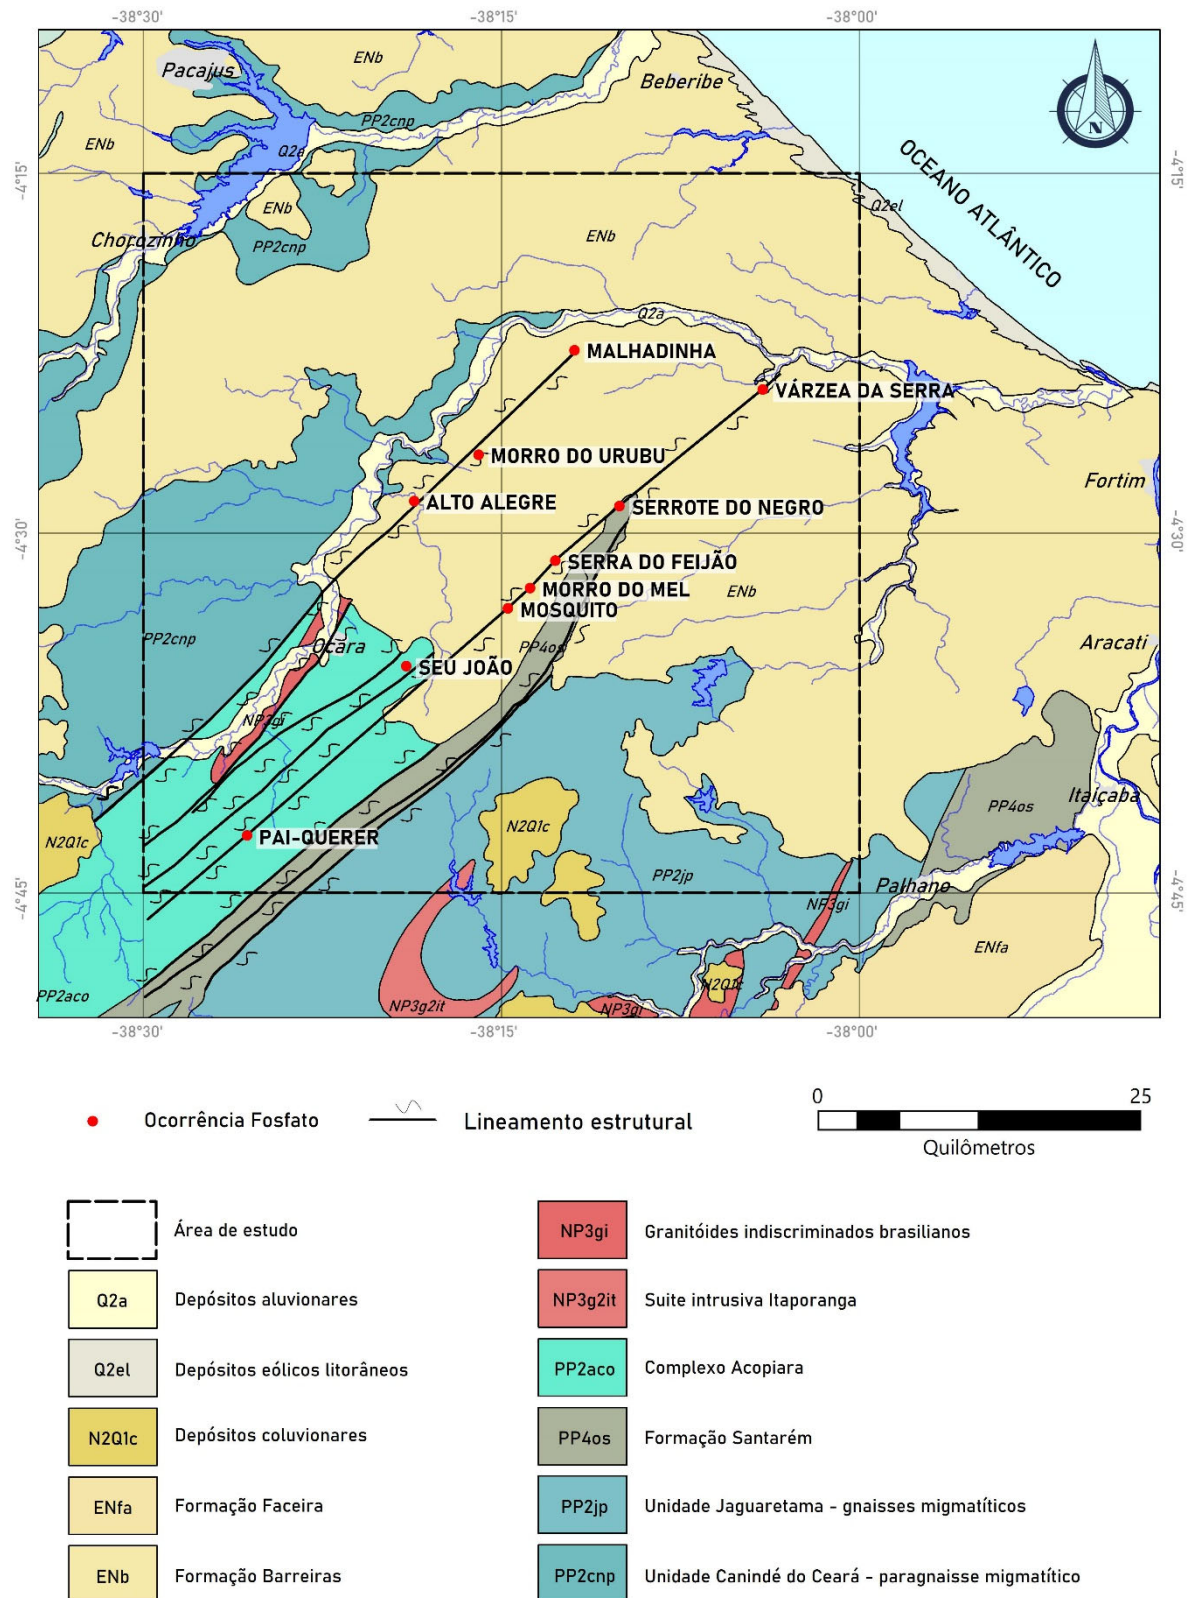 -38°30'
-38°15'
-38°00'
ENb
Pacajus
Beberibe
PP2cnp
ENb
Q2a
-4°15'
-4°15'
OCEANO ATLÂNTICO
N
ENb
Q2el
Chorozinho
PP2cnp
ENb
Q2a
MALHADINHA
VÁRZEA DA SERRA
MORRO DO URUBU
Fortim
ALTO ALEGRE
SERROTE DO NEGRO
-4°30'
-4°30'
SERRA DO FEIJÃO
MORRO DO MEL
ENb
MOSQUITO
PP2cnp
Ocara
PP4os
Aracati
SEU JOÃO
NP3gi
Itaiçaba
PP4os
N2Q1c
N2Q1c
PAI-QUERER
PP2jp
Palhano
-4°45'
-4°45'
NP3gi
ENfa
N2Q1c
PP2aco
NP3g2it
NP3gi
-38°30'
-38°15'
-38°00'
0 25
Ocorrência Fosfato
Lineamento estrutural
Quilômetros
Área de estudo
NP3gi Granitóides indiscriminados brasilianos
Q2a Depósitos aluvionares
NP3g2it Suite intrusiva Itaporanga
Q2el Depósitos eólicos litorâneos
PP2aco Complexo Acopiara
N2Q1c Depósitos coluvionares
PP4os Formação Santarém
ENfa Formação Faceira
PP2jp Unidade Jaguaretama - gnaisses migmatíticos
ENb Formação Barreiras
PP2cnp Unidade Canindé do Ceará - paragnaisse migmatítico